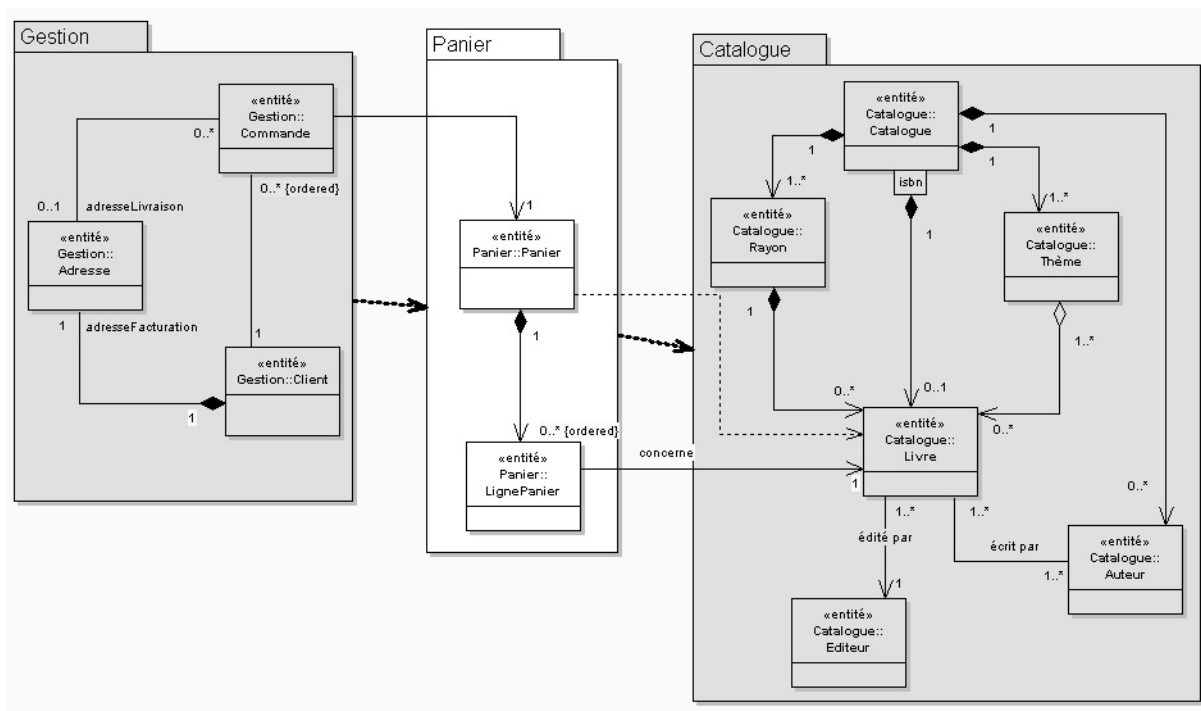 Gestion
«entité»
Gestion::
Commande
0..*
0..* {ordered}
0..1
adresseLivraison
«entité»
Gestion::
Adresse
1
adresseFacturation
1
«entité»
Gestion::Client
1
Panier
1
«entité»
Panier::Panier
1
0..* {ordered}
«entité»
Panier::
LignePanier
concerne
1
Catalogue
«entité»
Catalogue::
Catalogue
1
1
1
isbn
1..*
1..*
1
«entité»
Catalogue::
Rayon
«entité»
Catalogue::
Thème
1
1..*
0..*
0..1
0..*
«entité»
Catalogue::
Livre
1..*
1..*
0..*
édité par
écrit par
1..*
«entité»
Catalogue::
Auteur
1
«entité»
Catalogue::
Editeur